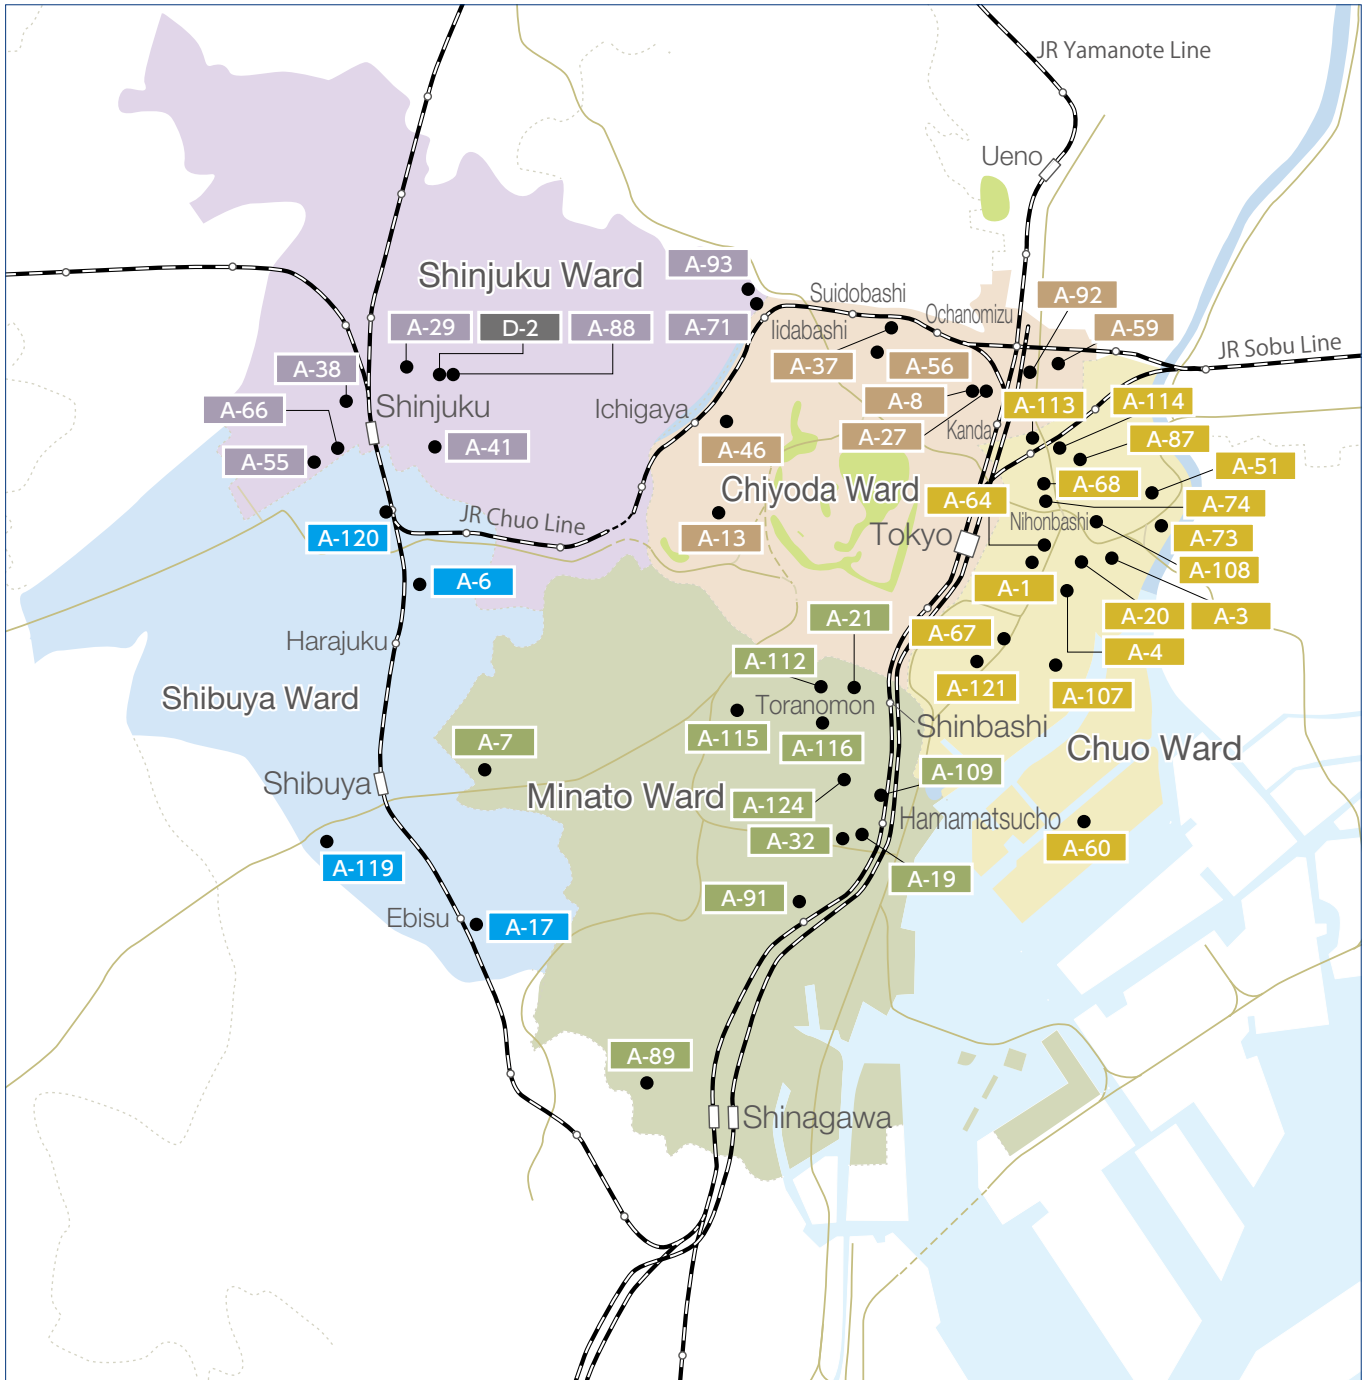 JR Yamanote Line
Ueno
Shinjuku Ward
A-93
Suidobashi
A-92
A-29
D-2
A-88
A-71
Iidabashi
Ochanomizu
A-59
JR Sobu Line
A-38
A-37
A-56
A-66
Shinjuku
Ichigaya
A-8
A-113
A-114
A-27
Kanda
A-87
A-55
A-41
A-46
A-51
Chiyoda Ward
A-64
A-68
A-74
JR Chuo Line
Nihonbashi
A-120
A-13
Tokyo
A-73
A-108
A-6
A-1
A-20
A-3
A-21
A-67
A-4
Harajuku
A-112
A-121
A-107
Shibuya Ward
Toranomon
Shinbashi
A-7
A-115
A-116
Chuo Ward
A-109
Shibuya
Minato Ward
A-124
Hamamatsucho
A-32
A-60
A-119
A-19
A-91
Ebisu
A-17
A-89
Shinagawa